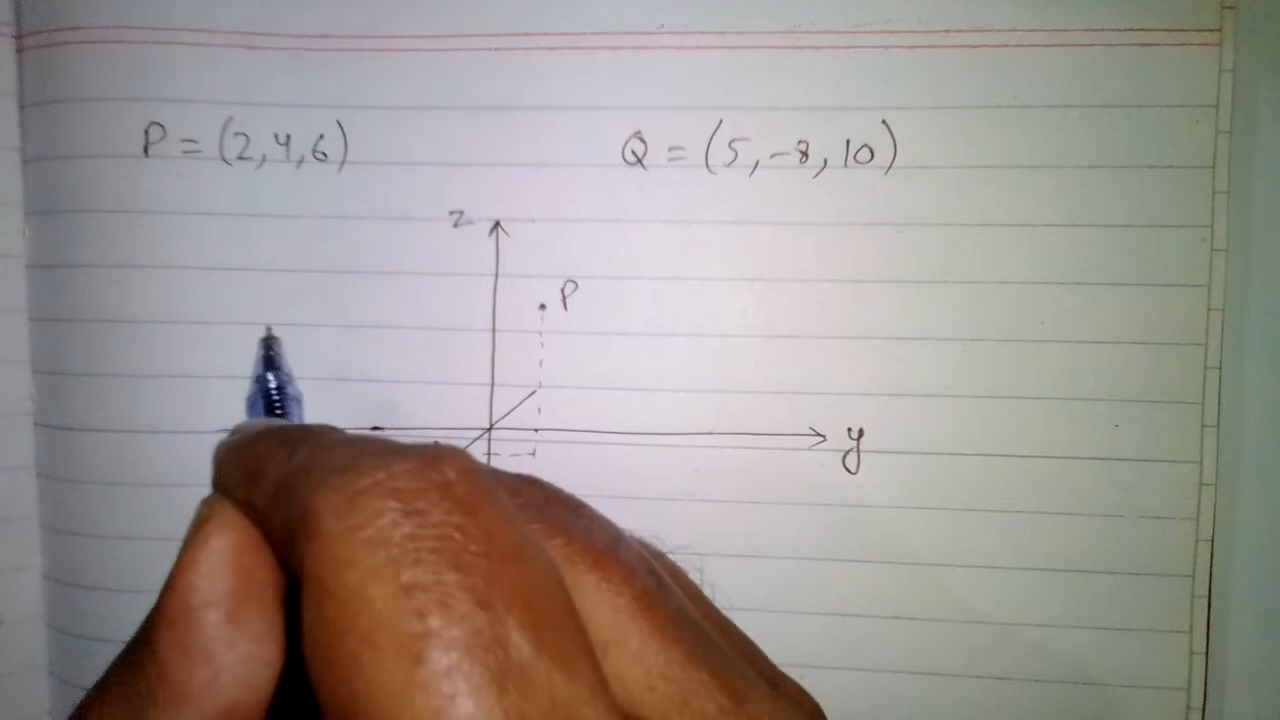 P = (2,4,6) Q = (5,-8,10)
z
P
y